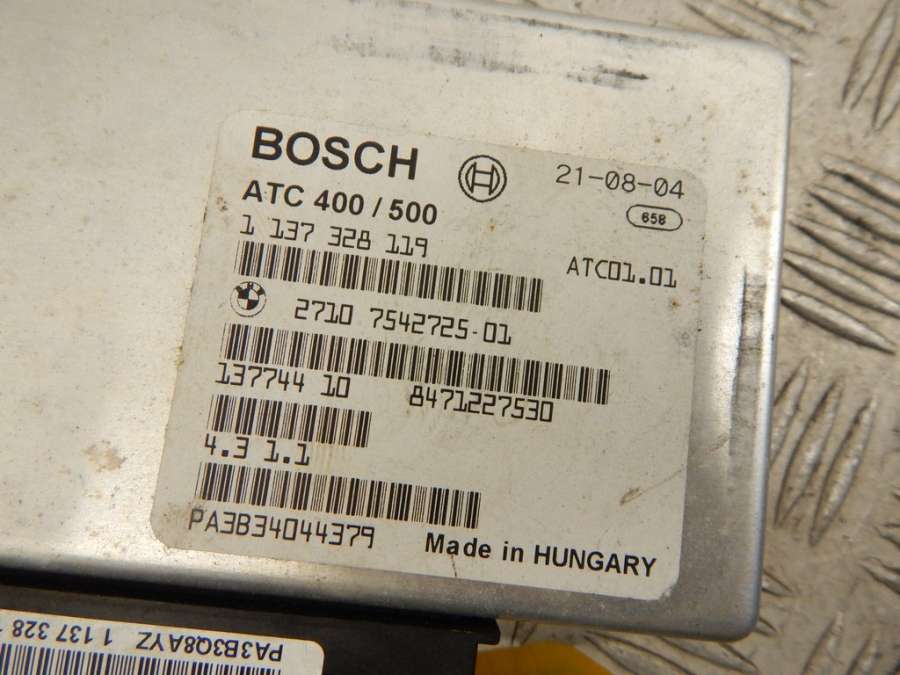 BOSCH
21-08-04
ATC 400 / 500
658
1 137 328 119
ATC01.01
2710 7542725-01
137744 10 8471227530
4.3 1.1
PA3B34044379
Made in HUNGARY
PA3B3Q8AYZ 1 137 328